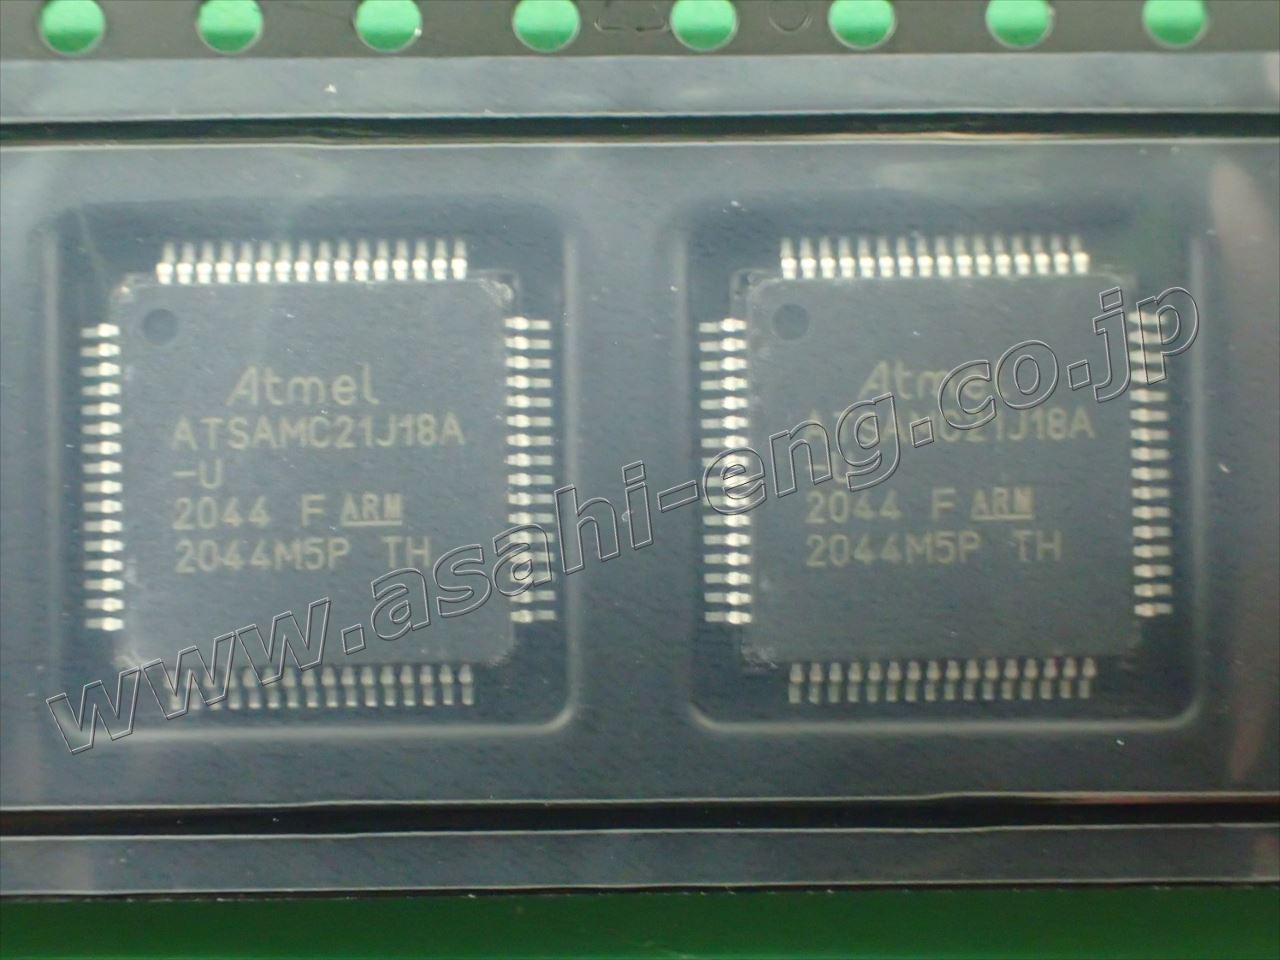 Atmel
ATSAMC21J18A
-U
2044 F ARM
2044M5P TH
Atmel
ATSAMC21J18A
-U
2044 F ARM
2044M5P TH
www.asahi-eng.co.jp